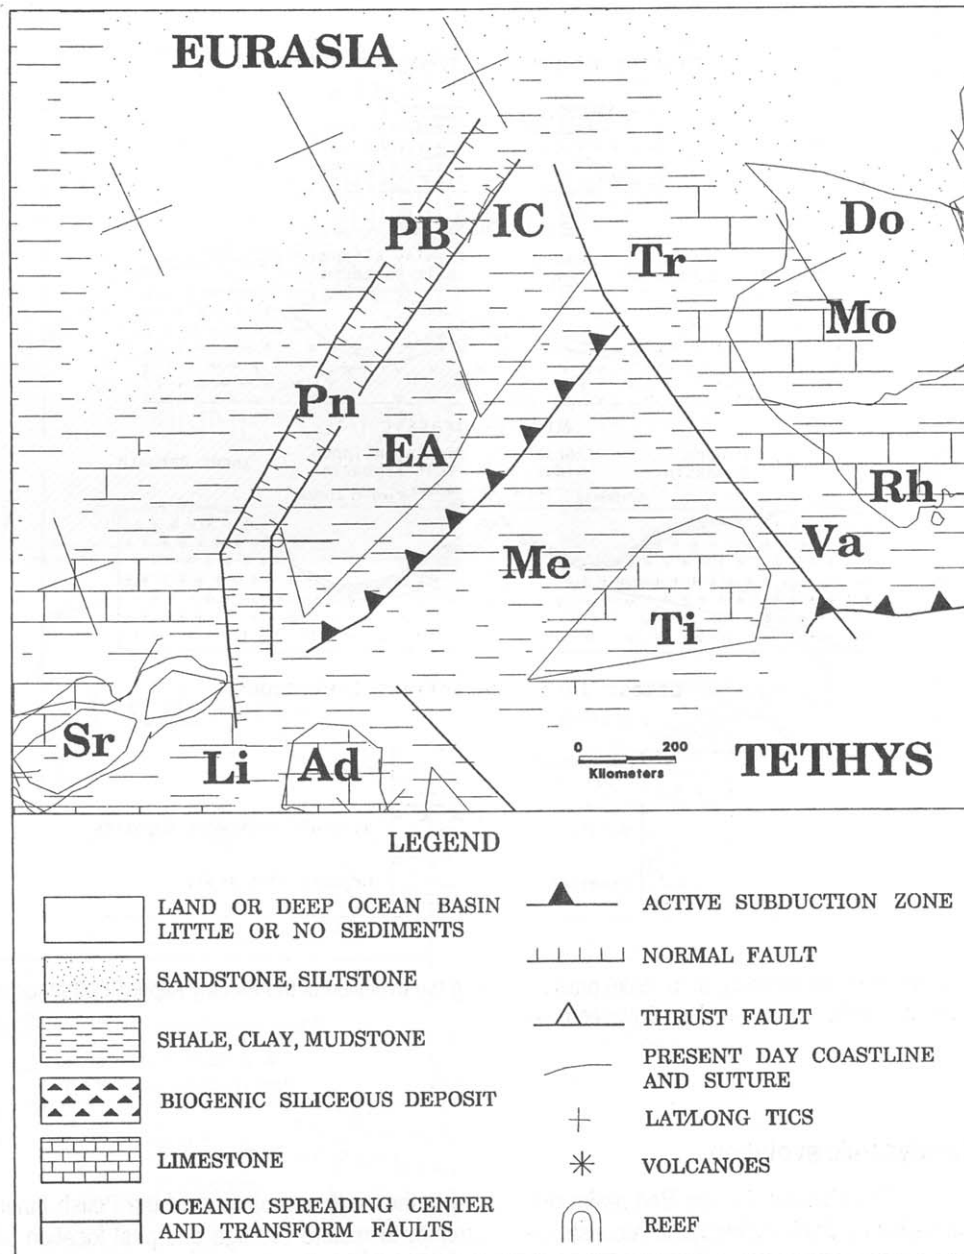 EURASIA
PB
IC
Tr
Do
Mo
Pn
EA
Rh
Me
Va
Ti
Sr
Li
Ad
0 200
Kilometers
TETHYS
LEGEND
LAND OR DEEP OCEAN BASIN
LITTLE OR NO SEDIMENTS
SANDSTONE, SILTSTONE
SHALE, CLAY, MUDSTONE
BIOGENIC SILICEOUS DEPOSIT
LIMESTONE
OCEANIC SPREADING CENTER
AND TRANSFORM FAULTS
ACTIVE SUBDUCTION ZONE
NORMAL FAULT
THRUST FAULT
PRESENT DAY COASTLINE
AND SUTURE
LAT/LONG TICS
VOLCANOES
REEF